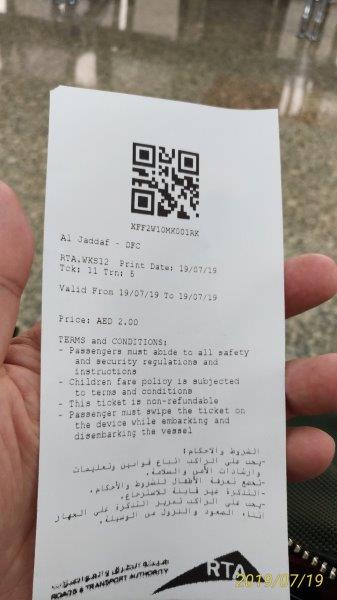 XFF2W1OMK001RK
Al Jaddaf - DFC
RTA.WKS12 Print Date: 19/07/19
Tck: 11 Trn: 5
Valid From 19/07/19 To 19/07/19
Price: AED 2.00
TERMS and CONDITIONS:
- Passengers must abide to all safety
and security regulations and
instructions
- Children fare policy is subjected
to terms and conditions
- This ticket is non-refundable
- Passenger must swipe the ticket on
the device while embarking and
disembarking the vessel
الشروط والاحكام:
-يجب على الراكب اتباع قوانين وتعليمات
وارشادات الأمن والسلامة.
-تخضع تعرفة الأطفال للشروط والأحكام.
-التذكرة غير قابلة للاسترجاع.
-يجب على الراكب تمرير التذكرة على الجهاز
أثناء الصعود والنزول من الوسيلة.
هيئة الطرق والمواصلات
ROADS & TRANSPORT AUTHORITY
RTA
2019/07/19